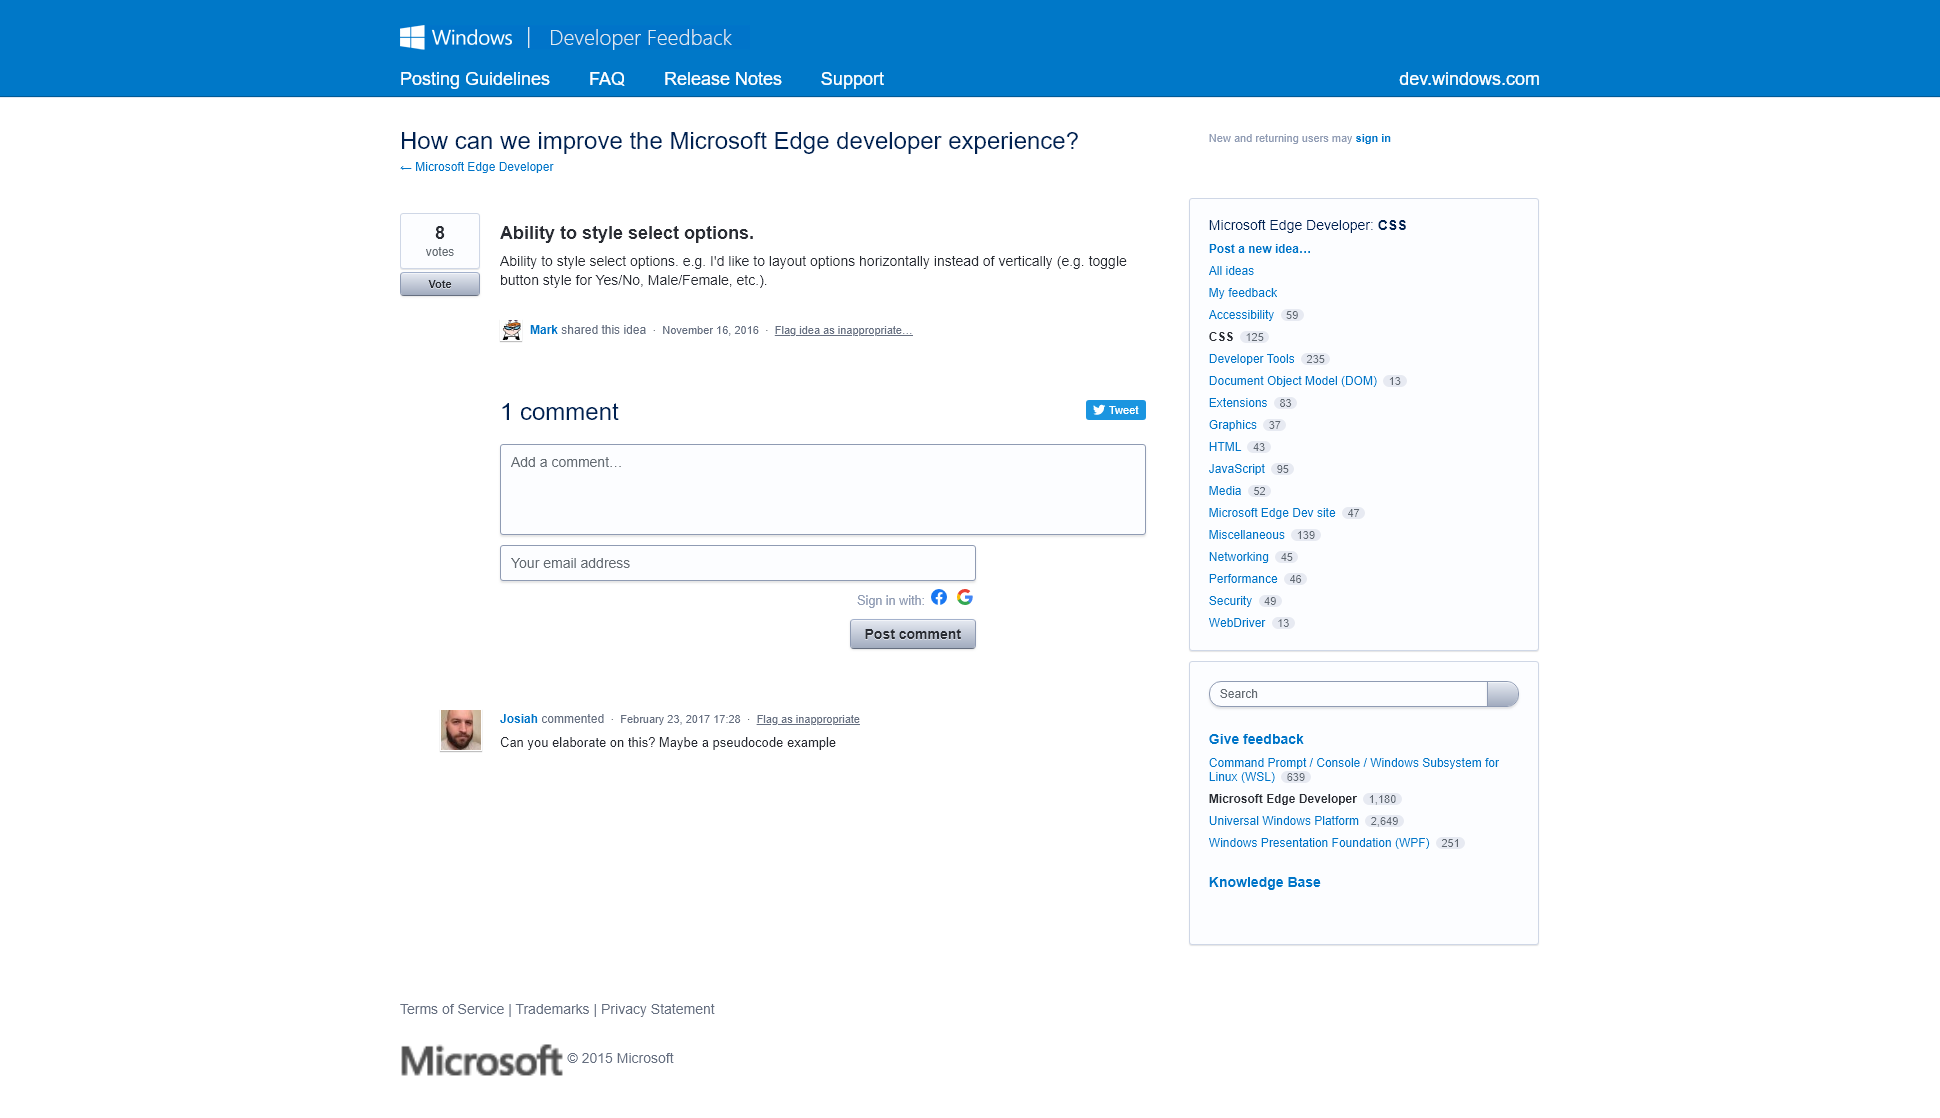 Windows | Developer Feedback
Posting Guidelines FAQ Release Notes Support dev.windows.com
How can we improve the Microsoft Edge developer experience?
← Microsoft Edge Developer
New and returning users may sign in
8
votes
Vote
Ability to style select options.
Ability to style select options. e.g. I'd like to layout options horizontally instead of vertically (e.g. toggle
button style for Yes/No, Male/Female, etc.).
Mark shared this idea · November 16, 2016 · Flag idea as inappropriate…
1 comment
Tweet
Add a comment…
Your email address
Sign in with:
Post comment
Josiah commented · February 23, 2017 17:28 · Flag as inappropriate
Can you elaborate on this? Maybe a pseudocode example
Microsoft Edge Developer: CSS
Post a new idea…
All ideas
My feedback
Accessibility 59
CSS 125
Developer Tools 235
Document Object Model (DOM) 13
Extensions 83
Graphics 37
HTML 43
JavaScript 95
Media 52
Microsoft Edge Dev site 47
Miscellaneous 139
Networking 45
Performance 46
Security 49
WebDriver 13
Search
Give feedback
Command Prompt / Console / Windows Subsystem for
Linux (WSL) 639
Microsoft Edge Developer 1,180
Universal Windows Platform 2,649
Windows Presentation Foundation (WPF) 251
Knowledge Base
Terms of Service | Trademarks | Privacy Statement
Microsoft © 2015 Microsoft